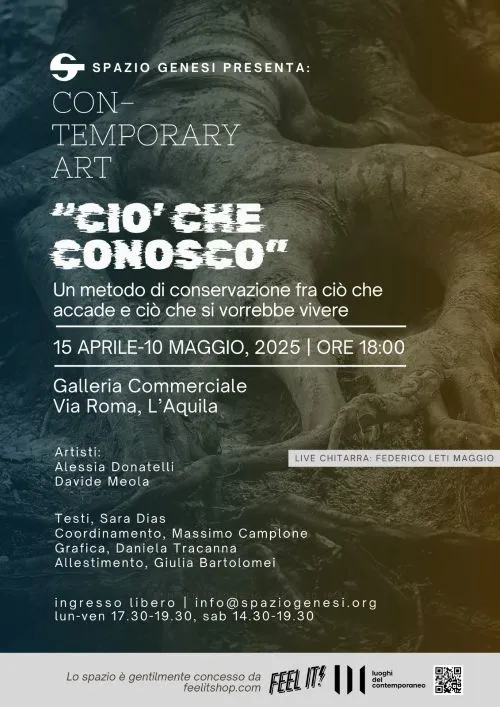 SPAZIO GENESI PRESENTA:
CON-
TEMPORARY
ART
"CIO' CHE
CONOSCO"
Un metodo di conservazione fra ciò che
accade e ciò che si vorrebbe vivere
15 APRILE-10 MAGGIO, 2025 | ORE 18:00
Galleria Commerciale
Via Roma, L'Aquila
Artisti:
Alessia Donatelli
Davide Meola
LIVE CHITARRA: FEDERICO LETI MAGGIO
Testi, Sara Dias
Coordinamento, Massimo Camplone
Grafica, Daniela Tracanna
Allestimento, Giulia Bartolomei
ingresso libero | info@spaziogenesi.org
lun-ven 17.30-19.30, sab 14.30-19.30
Lo spazio è gentilmente concesso da
feelitshop.com
FEEL IT!
luoghi
del
contemporaneo